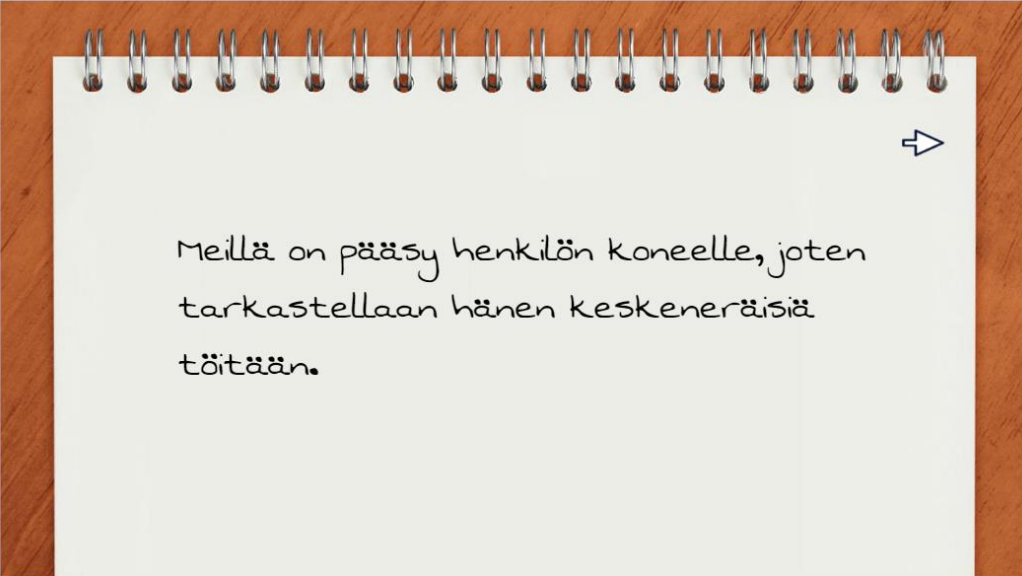 Meillä on pääsy henkilön koneelle, joten
tarkastellaan hänen keskeneräisiä
töitään.